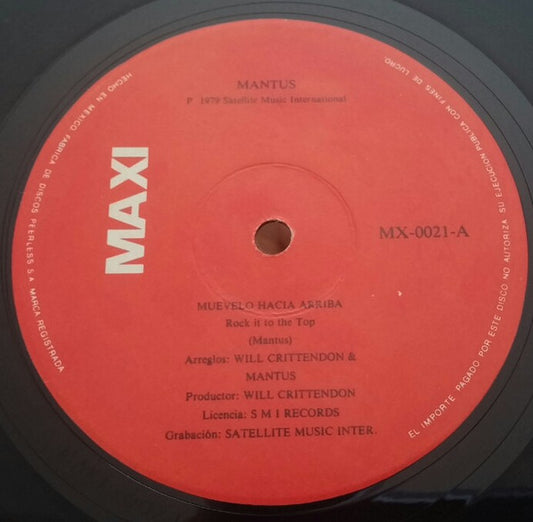 MANTUS
P 1979 Satellite Music International
MAXI
MX-0021-A
MUEVELO HACIA ARRIBA
Rock it to the Top
(Mantus)
Arreglos: WILL CRITTENDON &
MANTUS
Productor: WILL CRITTENDON
Licencia: S M I RECORDS
Grabación: SATELLITE MUSIC INTER.
HECHO EN MEXICO FABRICA DE DISCOS PEERLESS S A MARCA REGISTRADA
EL IMPORTE PAGADO POR ESTE DISCO NO AUTORIZA SU EJECUCION PUBLICA CON FINES DE LUCRO.